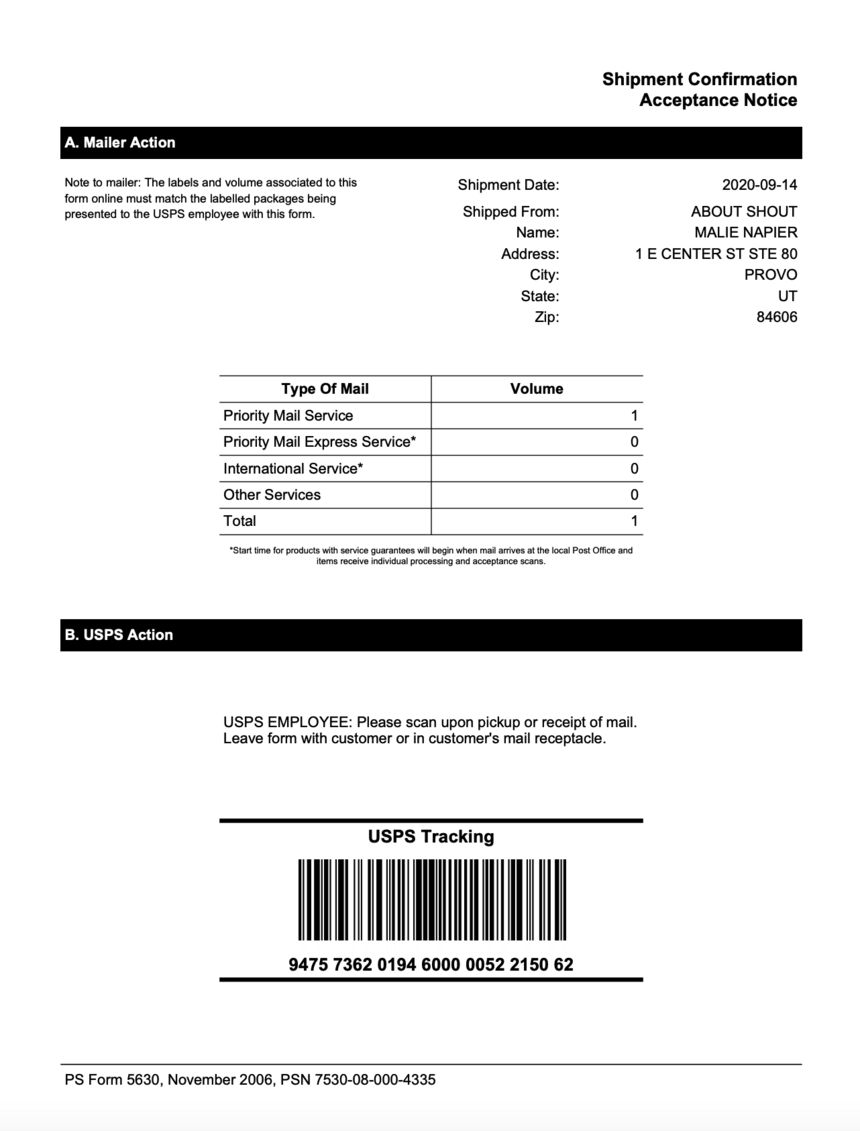 Shipment Confirmation
Acceptance Notice
A. Mailer Action
Note to mailer: The labels and volume associated to this
form online must match the labelled packages being
presented to the USPS employee with this form.
Shipment Date: 2020-09-14
Shipped From: ABOUT SHOUT
Name: MALIE NAPIER
Address: 1 E CENTER ST STE 80
City: PROVO
State: UT
Zip: 84606
Type Of Mail Volume
Priority Mail Service 1
Priority Mail Express Service* 0
International Service* 0
Other Services 0
Total 1
*Start time for products with service guarantees will begin when mail arrives at the local Post Office and
items receive individual processing and acceptance scans.
B. USPS Action
USPS EMPLOYEE: Please scan upon pickup or receipt of mail.
Leave form with customer or in customer's mail receptacle.
USPS Tracking
9475 7362 0194 6000 0052 2150 62
PS Form 5630, November 2006, PSN 7530-08-000-4335